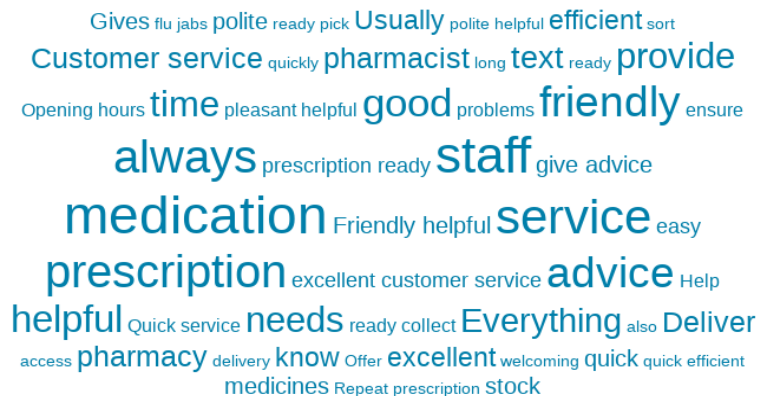 Gives flu jabs polite ready pick Usually polite helpful efficient sort
Customer service quickly pharmacist long text ready provide
Opening hours time pleasant helpful good problems friendly ensure
always prescription ready staff give advice
medication Friendly helpful service easy
prescription excellent customer service advice Help
helpful Quick service needs ready collect Everything also Deliver
access pharmacy delivery know Offer excellent welcoming quick quick efficient
medicines Repeat prescription stock